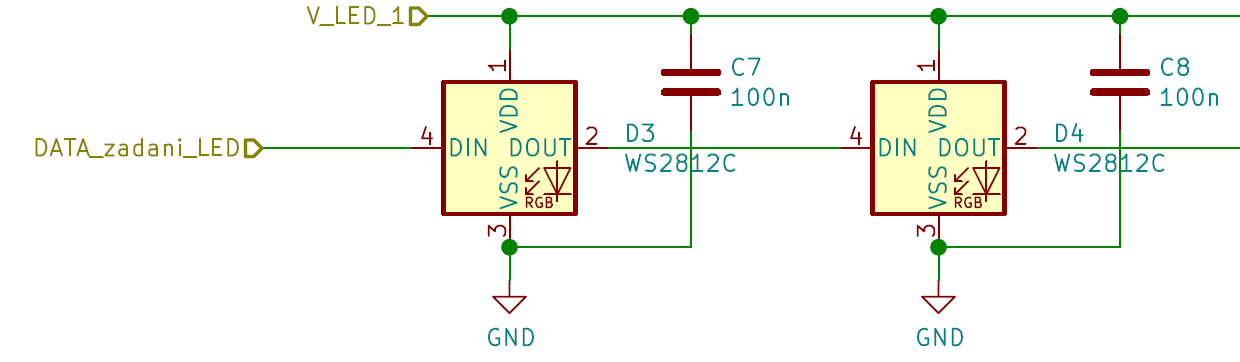 V_LED_1
1
C7
100n
1
C8
100n
VDD
VDD
DATA_zadani_LED
4
DIN
DOUT
2
D3
WS2812C
4
DIN
DOUT
2
D4
WS2812C
VSS
RGB
VSS
RGB
3
3
GND
GND